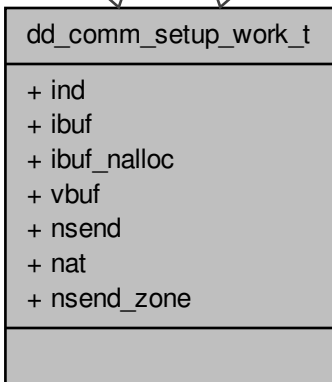 dd_comm_setup_work_t
+ ind
+ ibuf
+ ibuf_nalloc
+ vbuf
+ nsend
+ nat
+ nsend_zone